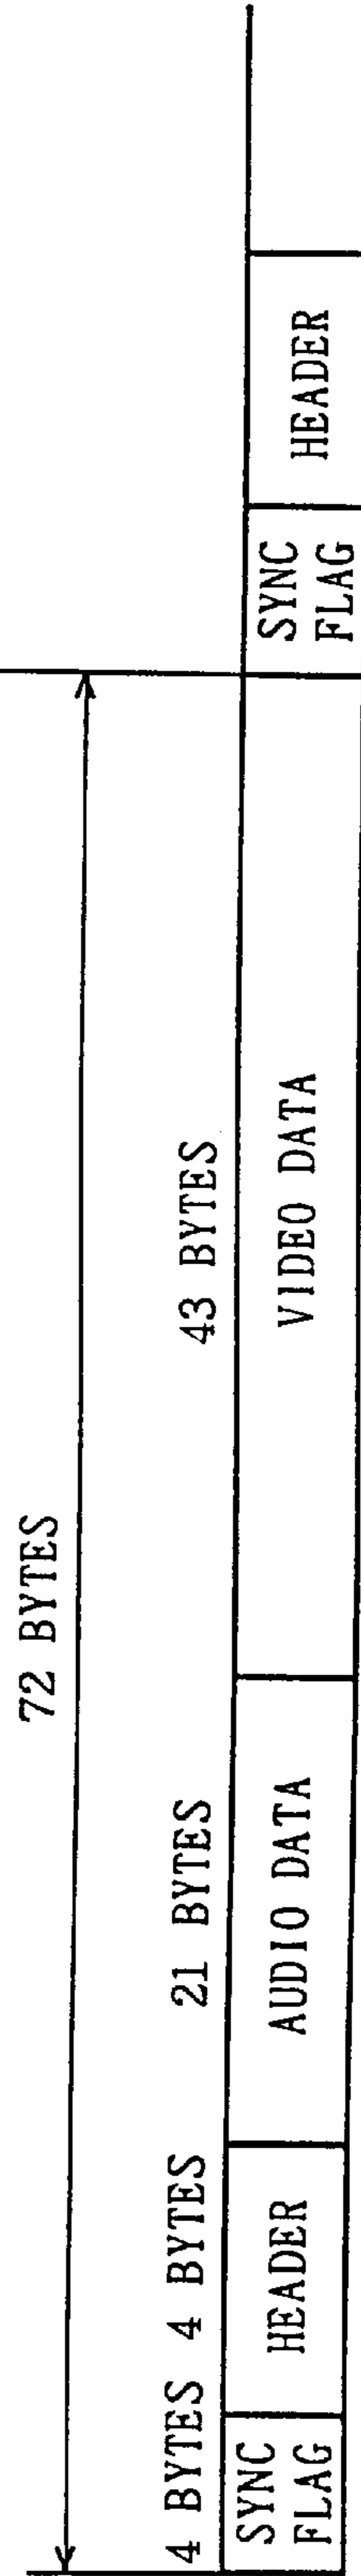 72 BYTES
4 BYTES 4 BYTES 21 BYTES 43 BYTES
SYNC
FLAG
HEADER
AUDIO DATA
VIDEO DATA
SYNC
FLAG
HEADER